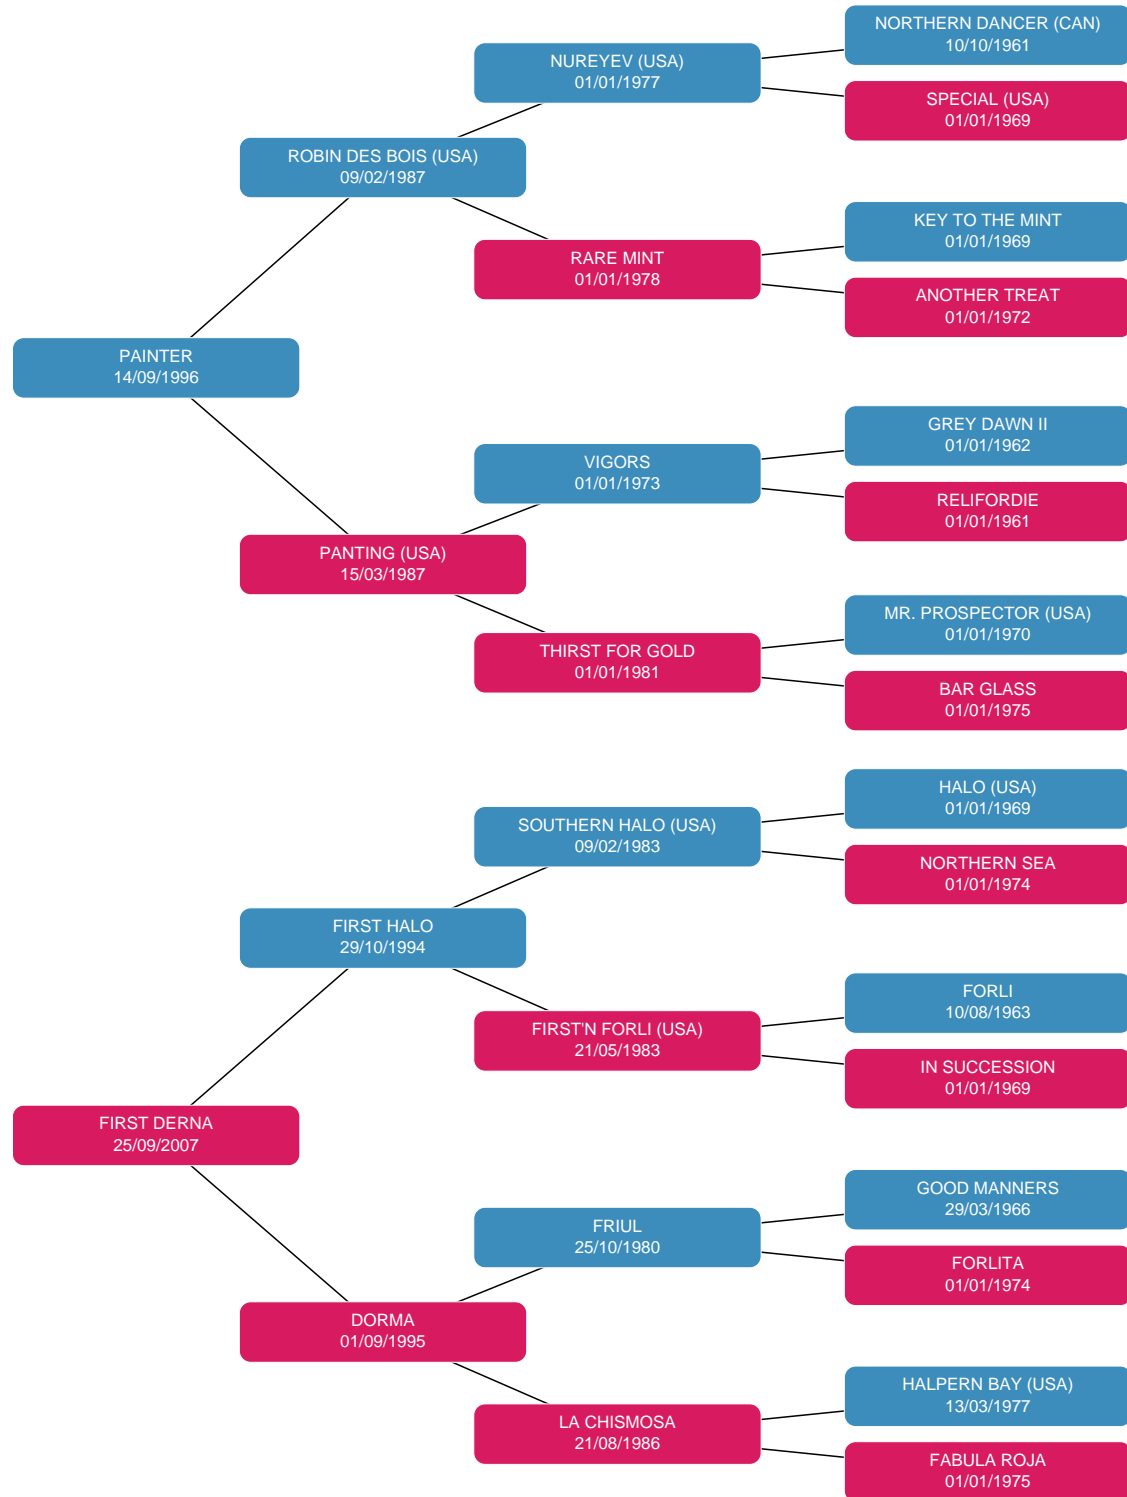 NORTHERN DANCER (CAN)
10/10/1961
NUREYEV (USA)
01/01/1977
SPECIAL (USA)
01/01/1969
ROBIN DES BOIS (USA)
09/02/1987
KEY TO THE MINT
01/01/1969
RARE MINT
01/01/1978
ANOTHER TREAT
01/01/1972
PAINTER
14/09/1996
GREY DAWN II
01/01/1962
VIGORS
01/01/1973
RELIFORDIE
01/01/1961
PANTING (USA)
15/03/1987
MR. PROSPECTOR (USA)
01/01/1970
THIRST FOR GOLD
01/01/1981
BAR GLASS
01/01/1975
HALO (USA)
01/01/1969
SOUTHERN HALO (USA)
09/02/1983
NORTHERN SEA
01/01/1974
FIRST HALO
29/10/1994
FORLI
10/08/1963
FIRST'N FORLI (USA)
21/05/1983
IN SUCCESSION
01/01/1969
FIRST DERNA
25/09/2007
GOOD MANNERS
29/03/1966
FRIUL
25/10/1980
FORLITA
01/01/1974
DORMA
01/09/1995
HALPERN BAY (USA)
13/03/1977
LA CHISMOSA
21/08/1986
FABULA ROJA
01/01/1975